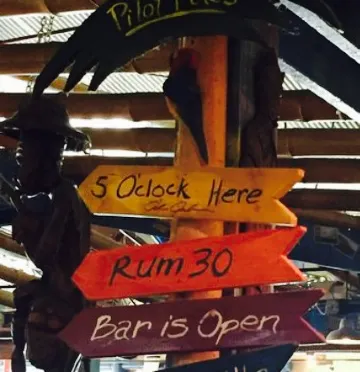 Pilot
5 O'clock Here
Rum 30
Bar is Open